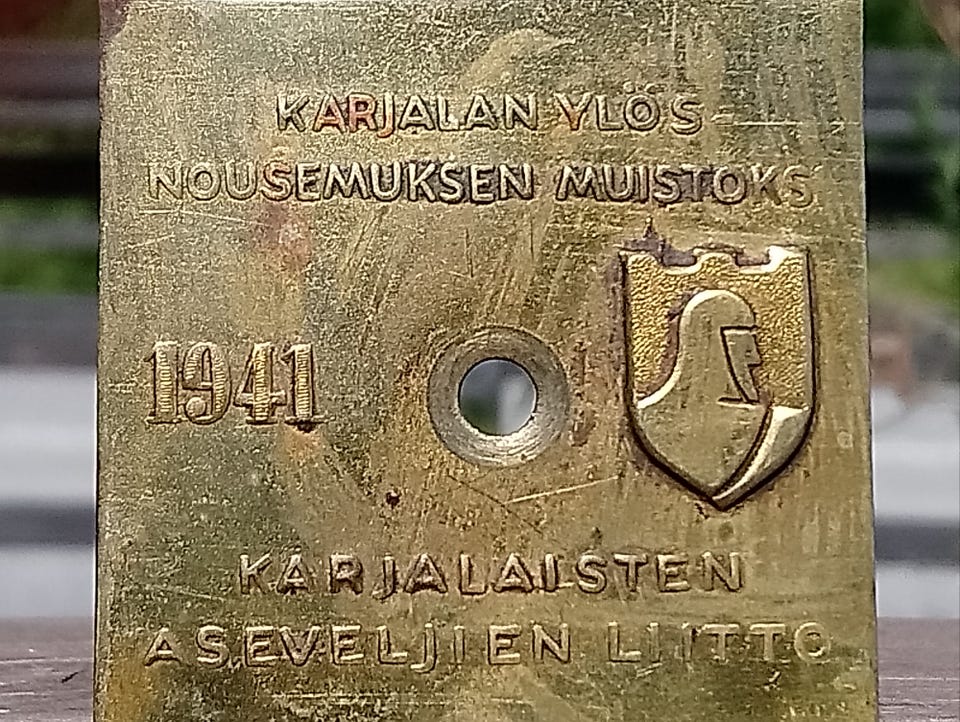 KARJALAN YLÖS
NOUSEMUKSEN MUISTOKS
1941
KARJALAISTEN
ASEVELJIEN LIITTO